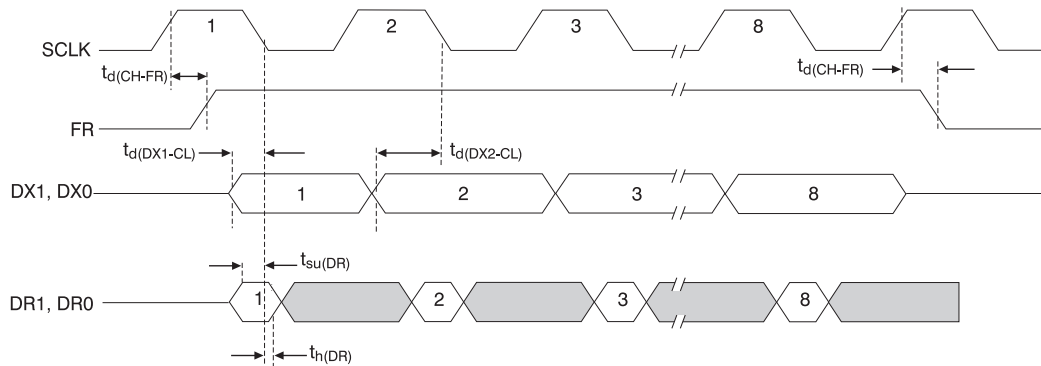 1 2 3 8
SCLK
td(CH-FR) td(CH-FR)
FR
td(DX1-CL) td(DX2-CL)
DX1, DX0 1 2 3 8
tsu(DR)
DR1, DR0 1 2 3 8
th(DR)